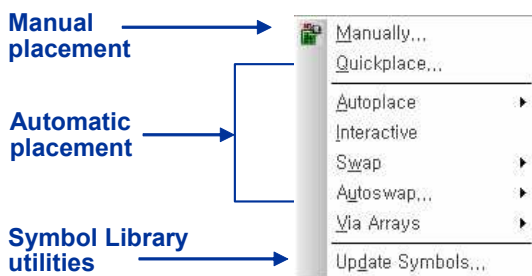 Manual
placement
Manually,,,
Quickplace,,,
Automatic
placement
Autoplace
Interactive
Swap
Autoswap,,,
Via Arrays
Symbol Library
utilities
Update Symbols,,,